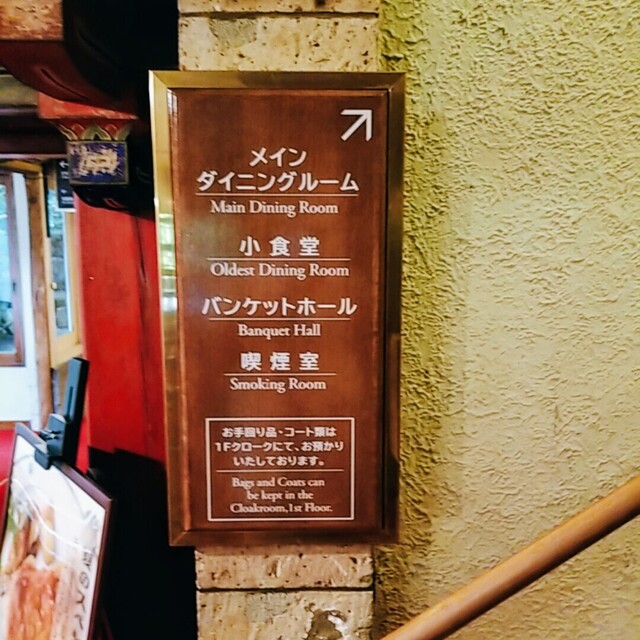 メイン
ダイニングルーム
Main Dining Room
小食堂
Oldest Dining Room
バンケットホール
Banquet Hall
喫煙室
Smoking Room
お手回り品・コート類は
1Fクロークにて、お預かり
いたしております。
Bags and Coats can
be kept in the
Cloakroom,1st Floor.